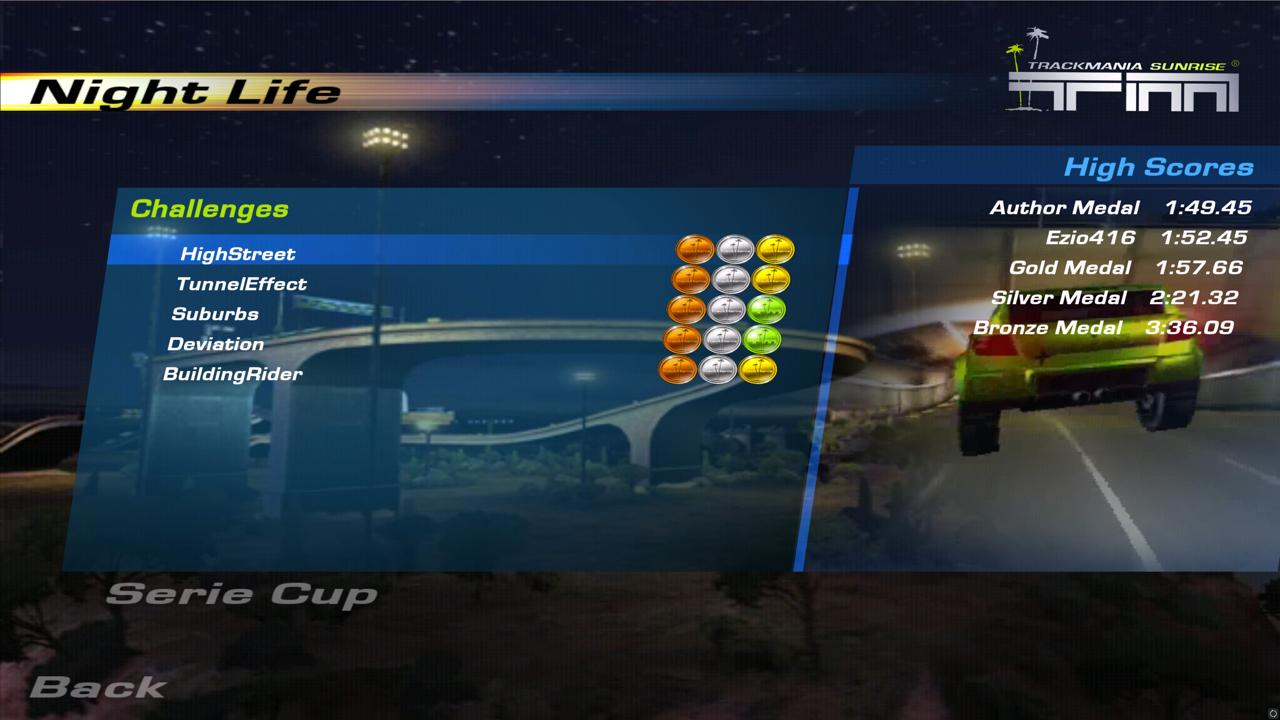 TRACKMANIA SUNRISE ®
TM
Night Life
High Scores
Challenges
HighStreet
TunnelEffect
Suburbs
Deviation
BuildingRider
Author Medal 1:49.45
Ezio416 1:52.45
Gold Medal 1:57.66
Silver Medal 2:21.32
Bronze Medal 3:36.09
Serie Cup
Back